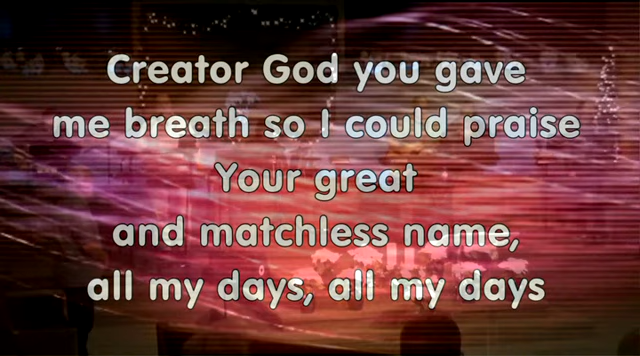 Creator God you gave
me breath so I could praise
Your great
and matchless name,
all my days, all my days